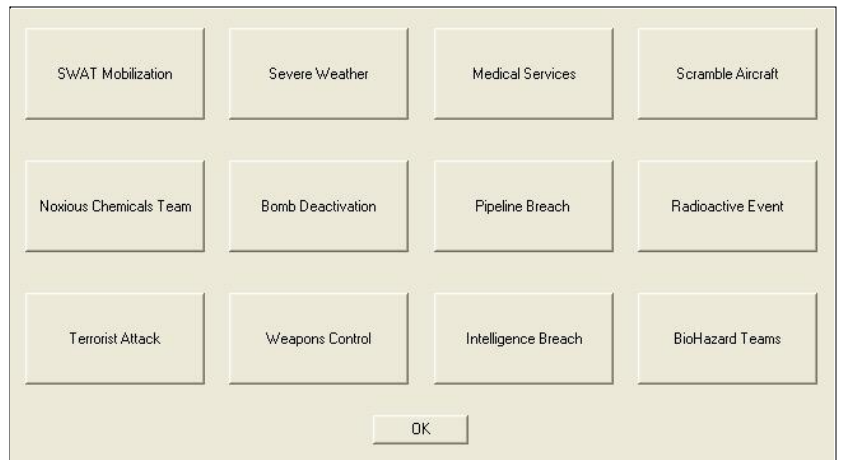 SWAT Mobilization
Severe Weather
Medical Services
Scramble Aircraft
Noxious Chemicals Team
Bomb Deactivation
Pipeline Breach
Radioactive Event
Terrorist Attack
Weapons Control
Intelligence Breach
BioHazard Teams
OK